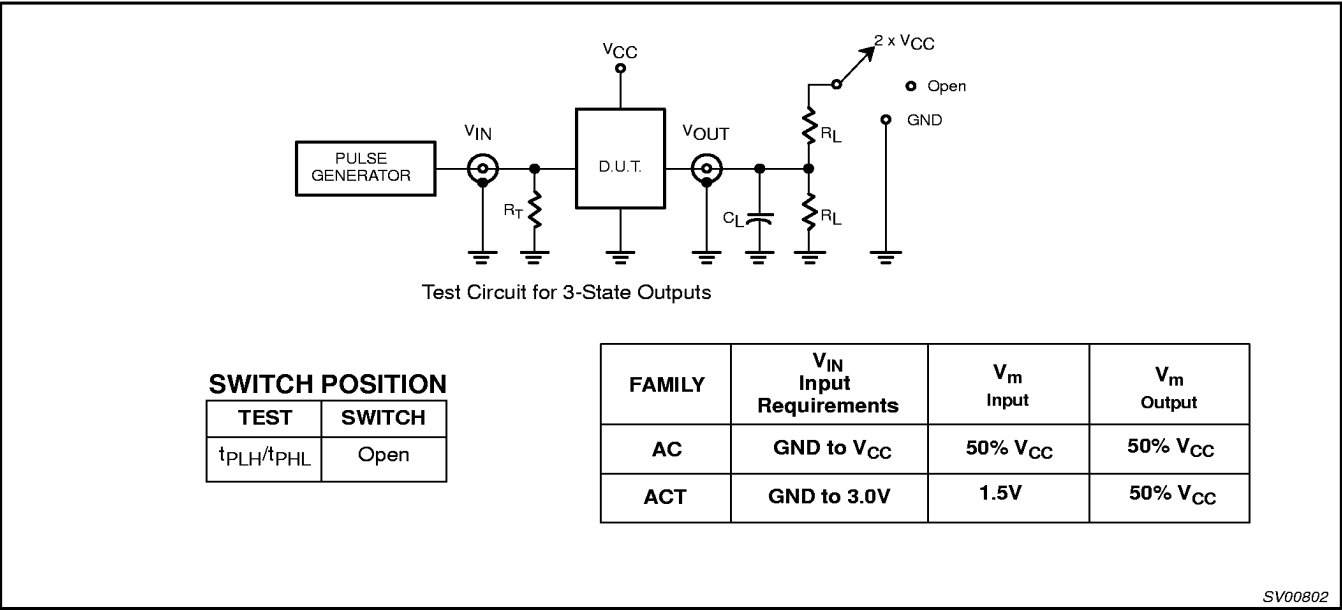 2 x VCC
VCC
Open
GND
VIN
VOUT
RL
PULSE
GENERATOR
D.U.T.
RT
CL
RL
Test Circuit for 3-State Outputs
SWITCH POSITION
TEST SWITCH
tPLH/tPHL Open
FAMILY VIN Input Requirements Vm Input Vm Output
AC GND to VCC 50% VCC 50% VCC
ACT GND to 3.0V 1.5V 50% VCC
SV00802